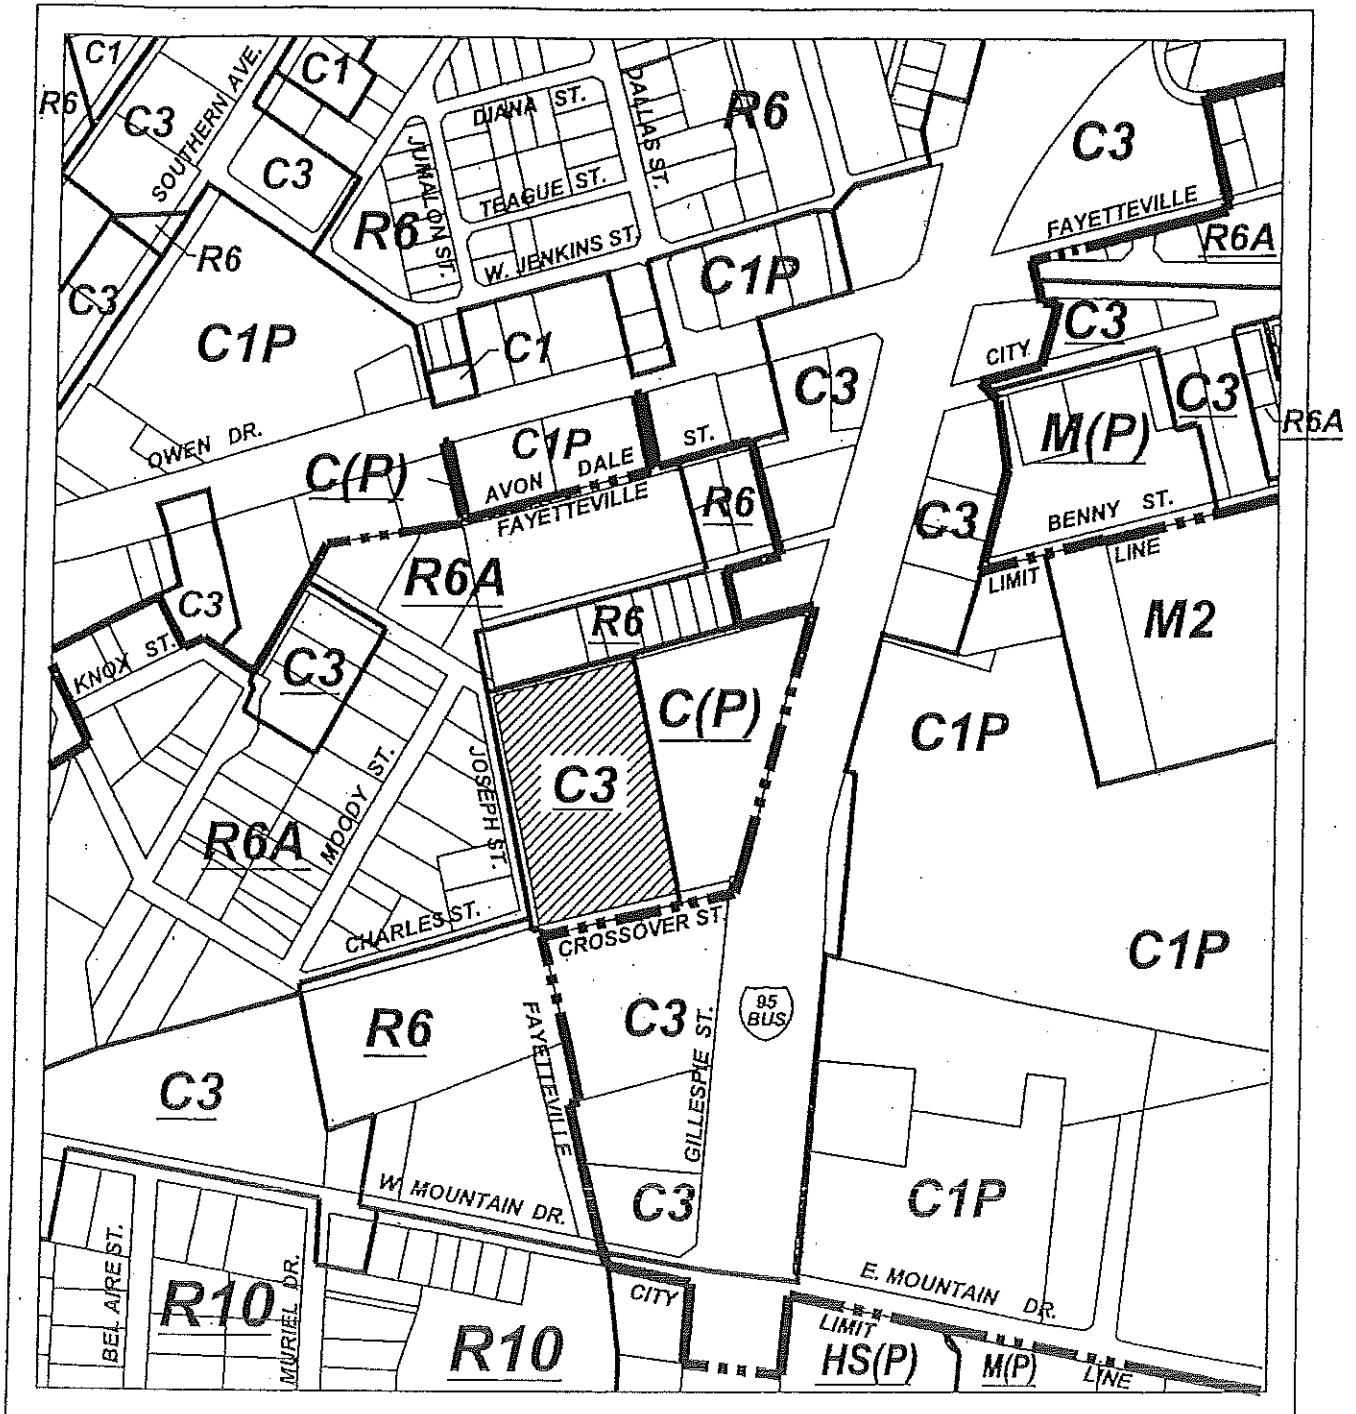 C1
R6
C3
SOUTHERN AVE.
C1
C3
R6
C3
R6
JUMALON ST.
DIANA ST.
TEAGUE ST.
W. JENKINS ST.
DALLAS ST.
R6
C3
FAYETTEVILLE
R6A
C1P
C1
C1P
C3
CITY
C3
C3
R6A
M(P)
OWEN DR.
C(P)
C1P
AVON DALE ST.
FAYETTEVILLE
R6
C3
BENNY ST.
LIMIT LINE
M2
C3
KNOX ST.
R6A
C3
R6
C(P)
C1P
C3
JOSEPH ST.
MOODY ST.
R6A
CHARLES ST.
CROSSOVER ST.
C1P
R6
C3
C3
FAYETTEVILLE
GILLESPIE ST.
95
BUS
C3
W MOUNTAIN DR.
C1P
E. MOUNTAIN DR.
BEL AIRE ST.
R10
MURIEL DR.
R10
CITY
LIMIT
HS(P)
M(P)
LINE